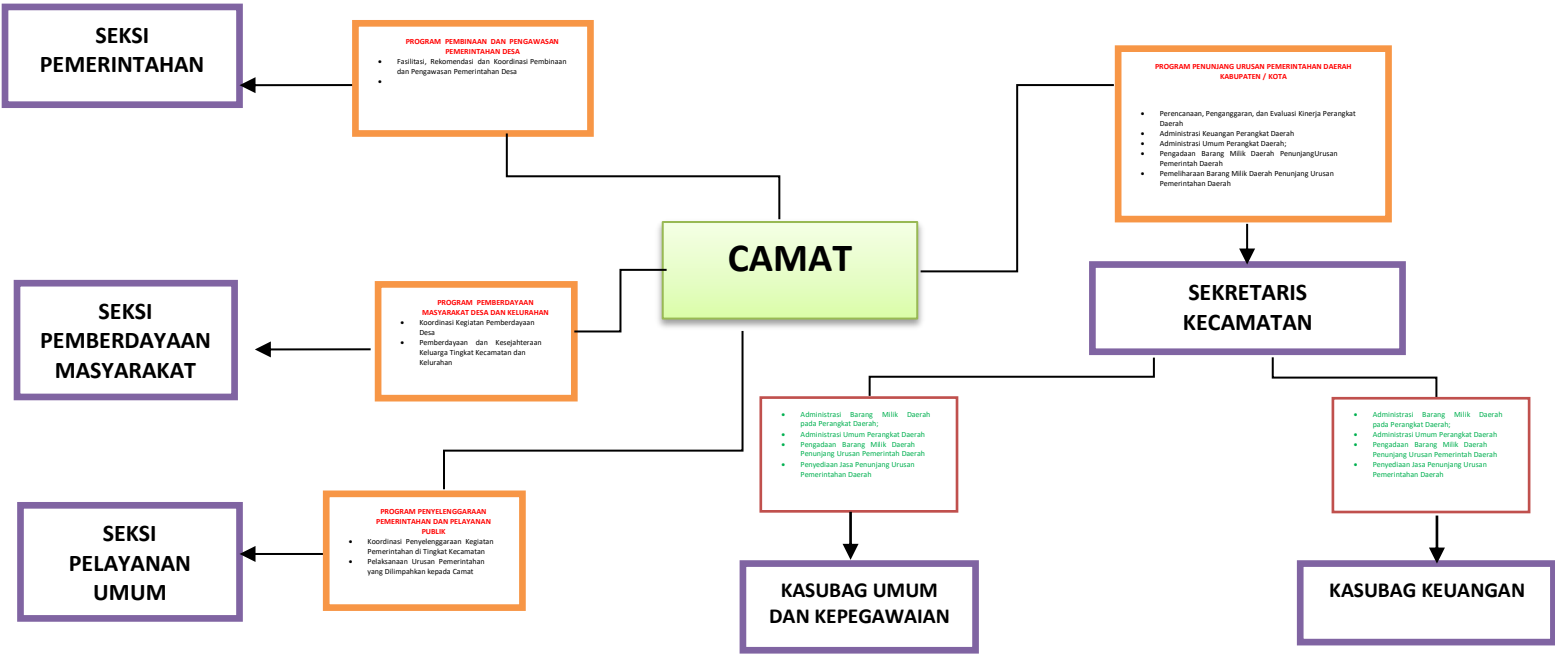 SEKSI
PEMERINTAHAN
PROGRAM PEMBINAAN DAN PENGAWASAN
PEMERINTAHAN DESA
• Fasilitasi, Rekomendasi dan Koordinasi Pembinaan
dan Pengawasan Pemerintahan Desa
•
PROGRAM PENUNJANG URUSAN PEMERINTAHAN DAERAH
KABUPATEN / KOTA
• Perencanaan, Penganggaran, dan Evaluasi Kinerja Perangkat
Daerah
• Administrasi Keuangan Perangkat Daerah
• Administrasi Umum Perangkat Daerah;
• Pengadaan Barang Milik Daerah PenunjangUrusan
Pemerintah Daerah
• Pemeliharaan Barang Milik Daerah Penunjang Urusan
Pemerintahan Daerah
CAMAT
SEKSI
PEMBERDAYAAN
MASYARAKAT
PROGRAM PEMBERDAYAAN
MASYARAKAT DESA DAN KELURAHAN
• Koordinasi Kegiatan Pemberdayaan
Desa
• Pemberdayaan dan Kesejahteraan
Keluarga Tingkat Kecamatan dan
Kelurahan
SEKRETARIS
KECAMATAN
• Administrasi Barang Milik Daerah
pada Perangkat Daerah;
• Administrasi Umum Perangkat Daerah
• Pengadaan Barang Milik Daerah
Penunjang Urusan Pemerintah Daerah
• Penyediaan Jasa Penunjang Urusan
Pemerintahan Daerah
• Administrasi Barang Milik Daerah
pada Perangkat Daerah;
• Administrasi Umum Perangkat Daerah
• Pengadaan Barang Milik Daerah
Penunjang Urusan Pemerintah Daerah
• Penyediaan Jasa Penunjang Urusan
Pemerintahan Daerah
SEKSI
PELAYANAN
UMUM
PROGRAM PENYELENGGARAAN
PEMERINTAHAN DAN PELAYANAN
PUBLIK
• Koordinasi Penyelenggaraan Kegiatan
Pemerintahan di Tingkat Kecamatan
• Pelaksanaan Urusan Pemerintahan
yang Dilimpahkan kepada Camat
KASUBAG UMUM
DAN KEPEGAWAIAN
KASUBAG KEUANGAN